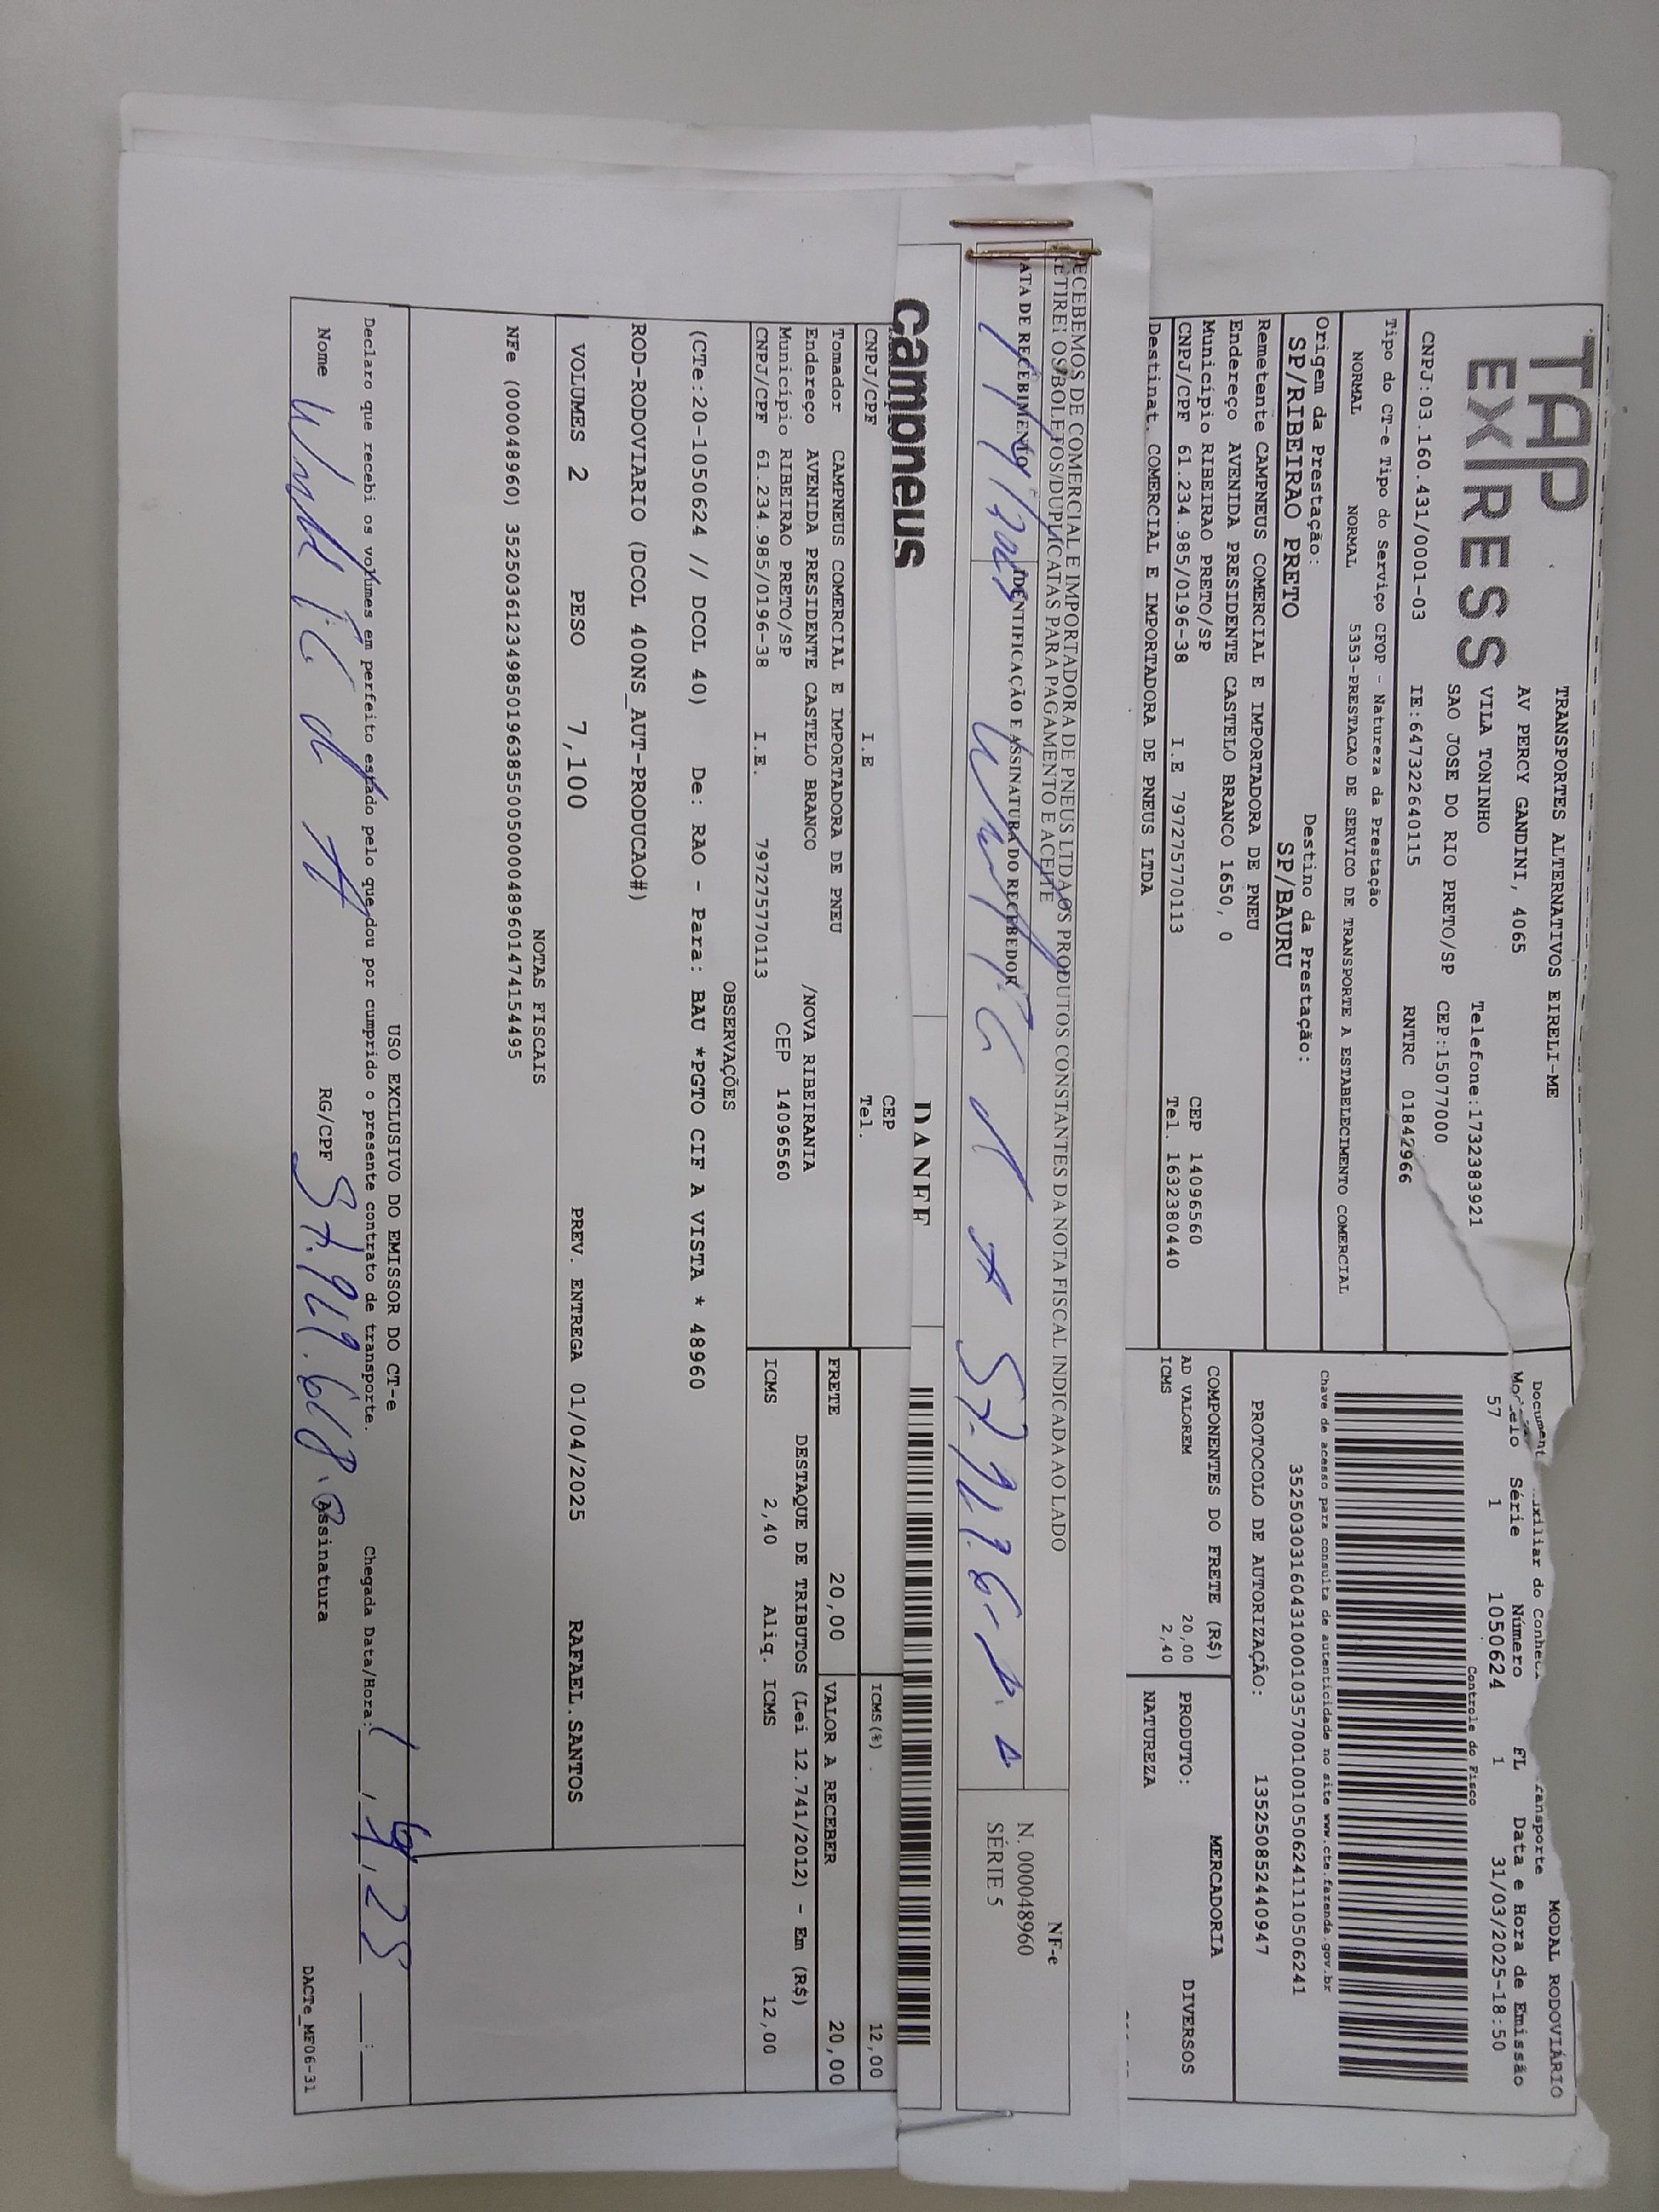 TAP
EXPRESS
TRANSPORTES ALTERNATIVOS EIRELI-ME
AV PERCY GANDINI, 4065
VILA TONINHO
Telefone:1732383921
SAO JOSE DO RIO PRETO/SP
CEP:15077000
CNPJ:03.160.431/0001-03
IE:647322640115
RNTRC 01842966
MODAL RODOVIÁRIO
Modelo Série Número FL Data e Hora de Emissão
57 1 1050624 1 31/03/2025-18:50
Controle do Fisco
Tipo do CT-e Tipo do Serviço CFOP - Natureza da Prestação
NORMAL NORMAL 5353-PRESTACAO DE SERVICO DE TRANSPORTE A ESTABELECIMENTO COMERCIAL
Chave de acesso para consulta de autenticidade no site www.cte.fazenda.gov.br
35250303160431000103570010010506241110506241
Origem da Prestação:
SP/RIBEIRAO PRETO
Destino da Prestação:
SP/BAURU
PROTOCOLO DE AUTORIZAÇÃO: 135250852440947
Remetente CAMPNEUS COMERCIAL E IMPORTADORA DE PNEU
Endereço AVENIDA PRESIDENTE CASTELO BRANCO 1650, 0
Município RIBEIRAO PRETO/SP
CEP 14096560
CNPJ/CPF 61.234.985/0196-38 I.E 797275770113
Tel. 1632380440
Destinat. COMERCIAL E IMPORTADORA DE PNEUS LTDA
COMPONENTES DO FRETE (R$)
AD VALOREM 20,00
ICMS 2,40
MERCADORIA
PRODUTO: DIVERSOS
NATUREZA
RECEBEMOS DE COMERCIAL E IMPORTADORA DE PNEUS LTDA OS PRODUTOS CONSTANTES DA NOTA FISCAL INDICADA AO LADO
RETIREI OS BOLETOS/DUPLICATAS PARA PAGAMENTO E ACEITE
DATA DE RECEBIMENTO
IDENTIFICAÇÃO E ASSINATURA DO RECEBEDOR
NF-e
N. 000048960
SÉRIE 5
campneus
DANFE
CEP
CNPJ/CPF I.E Tel.
ICMS(%) 12,00
Tomador CAMPNEUS COMERCIAL E IMPORTADORA DE PNEU
Endereço AVENIDA PRESIDENTE CASTELO BRANCO /NOVA RIBEIRANIA
Município RIBEIRAO PRETO/SP CEP 14096560
CNPJ/CPF 61.234.985/0196-38 I.E. 797275770113
FRETE 20,00
VALOR A RECEBER 20,00
DESTAQUE DE TRIBUTOS (Lei 12.741/2012) - Em (R$)
ICMS 2,40 Aliq. ICMS 12,00
OBSERVAÇÕES
(CTe:20-1050624 // DCOL 40) De: RAO - Para: BAU *PGTO CIF A VISTA * 48960
ROD-RODOVIARIO (DCOL 400NS_AUT-PRODUCAO#)
VOLUMES 2 PESO 7,100 PREV. ENTREGA 01/04/2025 RAFAEL.SANTOS
NOTAS FISCAIS
NFe (000048960) 35250361234985019638550050000489601474154495
USO EXCLUSIVO DO EMISSOR DO CT-e
Declaro que recebi os volumes em perfeito estado pelo que dou por cumprido o presente contrato de transporte.
Chegada Data/Hora: 1, 4, 25
Nome
RG/CPF
Assinatura
DACTe_MF06-31